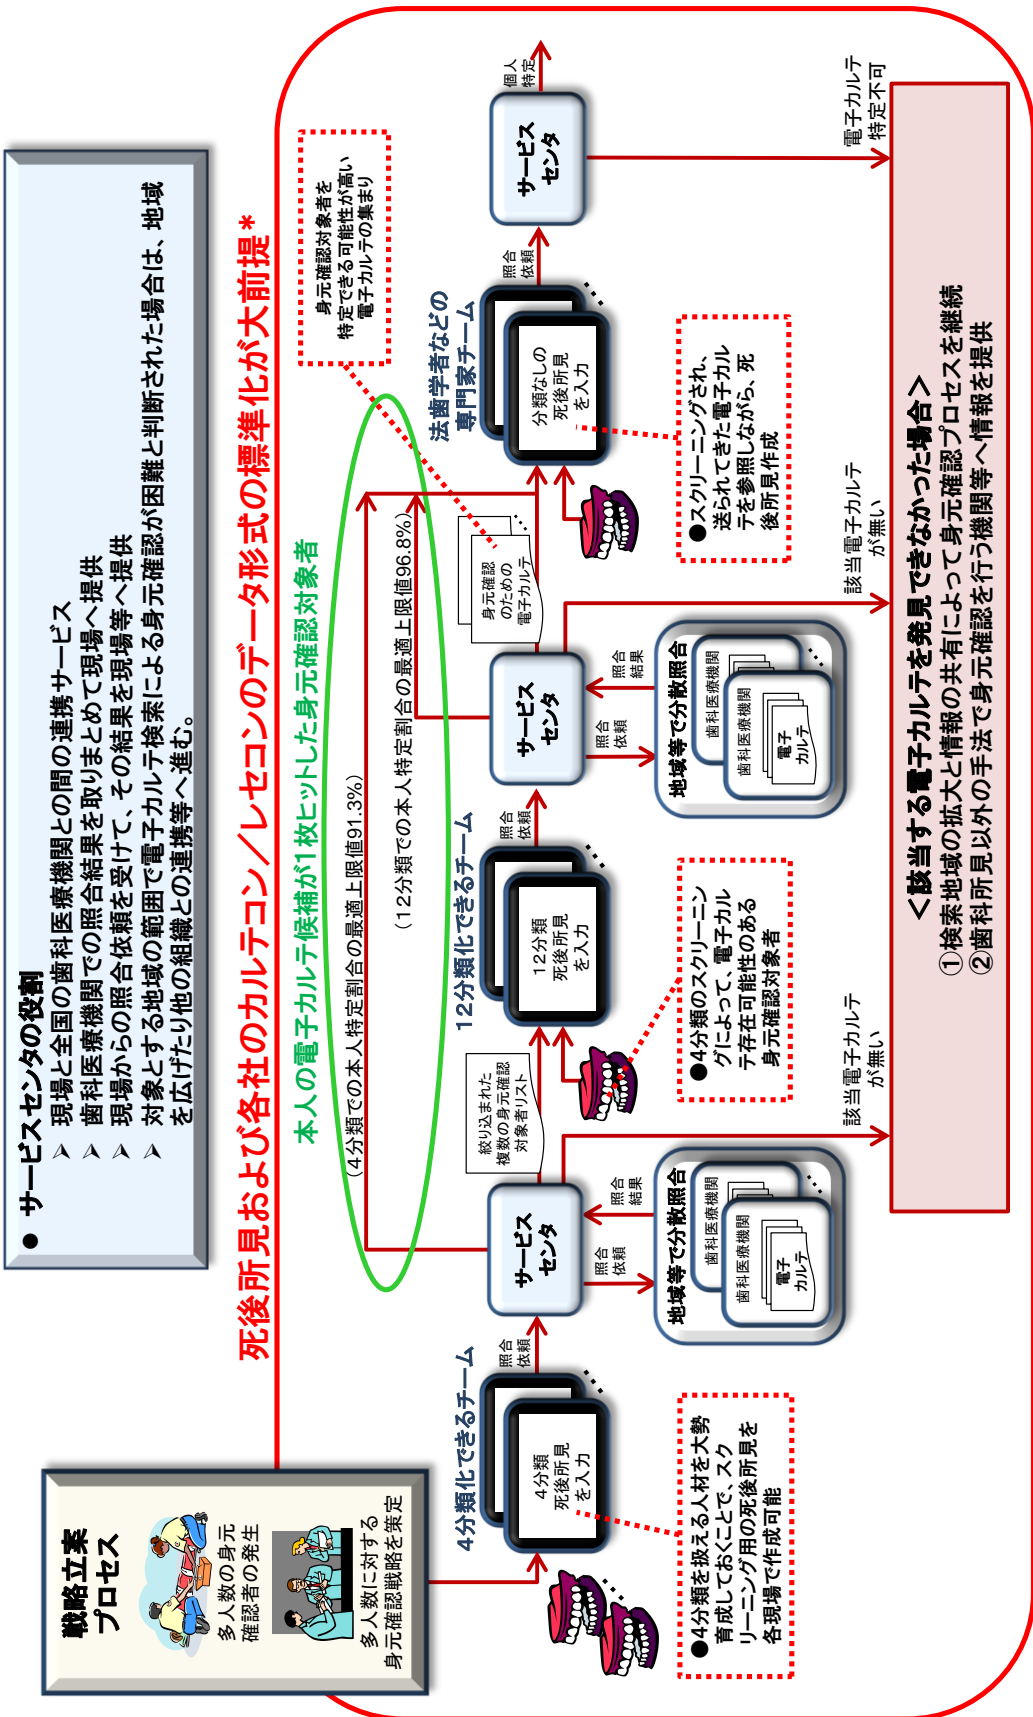 ● サービスセンタの役割
➢ 現場と全国の歯科医療機関との間の連携サービス
➢ 歯科医療機関での照合結果を取りまとめて現場へ提供
➢ 現場からの照合依頼を受けて、その結果を現場等へ提供
➢ 対象とする地域の範囲で電子カルテ検索による身元確認が困難と判断された場合は、地域
を広げたり他の組織との連携等へ進む。
戦略立案
プロセス
多人数の身元
確認者の発生
多人数に対する
身元確認戦略を策定
死後所見および各社のカルテコン／レセコンのデータ形式の標準化が大前提*
本人の電子カルテ候補が1枚ヒットした身元確認対象者
(4分類での本人特定割合の最適上限値91.3%)
(12分類での本人特定割合の最適上限値96.8%)
身元確認対象者を
特定できる可能性が高い
電子カルテの集まり
4分類化できるチーム
4分類
死後所見
を入力
照合
依頼
サービス
センタ
照合
依頼
照合
結果
地域等で分散照合
歯科医療機関
歯科医療機関
電子
カルテ
絞り込まれた
複数の身元確認
対象者リスト
12分類化できるチーム
12分類
死後所見
を入力
照合
依頼
サービス
センタ
照合
依頼
照合
結果
地域等で分散照合
歯科医療機関
歯科医療機関
電子
カルテ
身元確認
のための
電子カルテ
法歯学者などの
専門家チーム
分類なしの
死後所見
を入力
照合
依頼
サービス
センタ
個人
特定
●4分類を扱える人材を大勢
育成しておくことで、スク
リーニング用の死後所見を
各現場で作成可能
●4分類のスクリーニン
グによって、電子カル
テ存在可能性のある
身元確認対象者
●スクリーニングされ、
送られてきた電子カル
テを参照しながら、死
後所見作成
該当電子カルテ
が無い
該当電子カルテ
が無い
電子カルテ
特定不可
＜該当する電子カルテを発見できなかった場合＞
①検索地域の拡大と情報の共有によって身元確認プロセスを継続
②歯科所見以外の手法で身元確認を行う機関等へ情報を提供